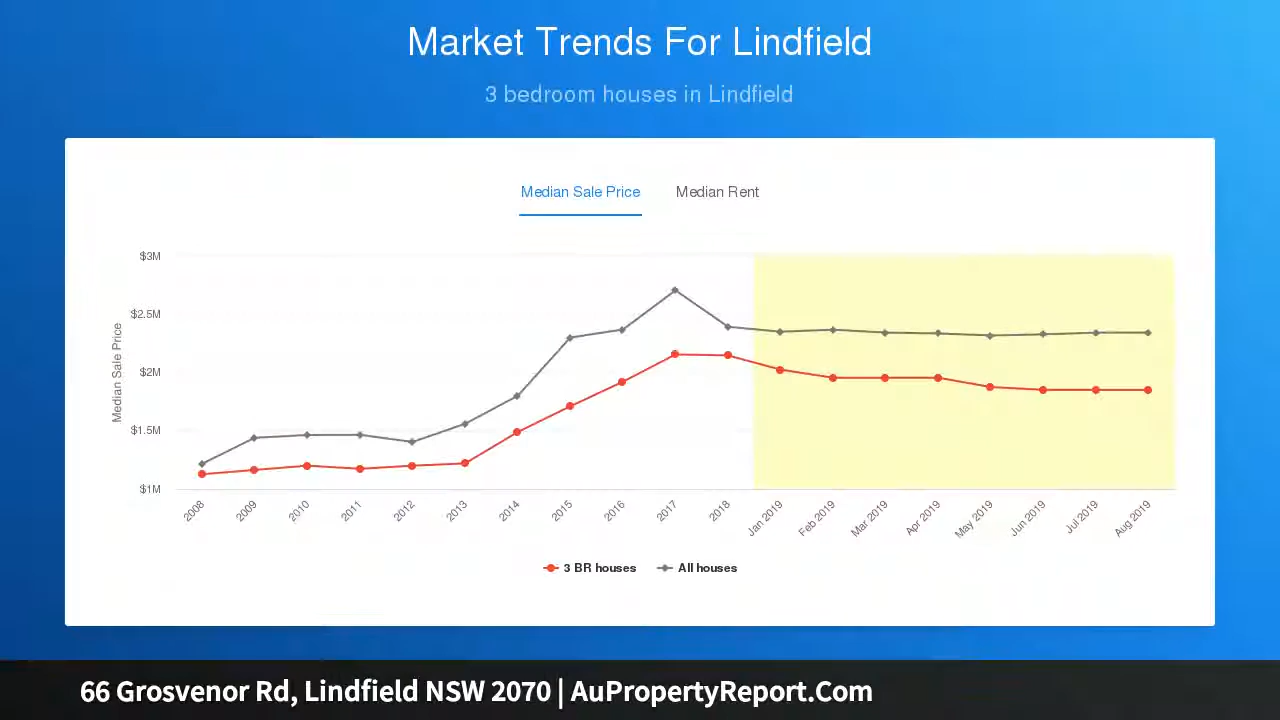 Market Trends For Lindfield
3 bedroom houses in Lindfield
Median Sale Price Median Rent
Median Sale Price
$3M
$2.5M
$2M
$1.5M
$1M
2008 2009 2010 2011 2012 2013 2014 2015 2016 2017 2018 Jan 2019 Feb 2019 Mar 2019 Apr 2019 May 2019 Jun 2019 Jul 2019 Aug 2019
3 BR houses All houses
66 Grosvenor Rd, Lindfield NSW 2070 | AuPropertyReport.Com